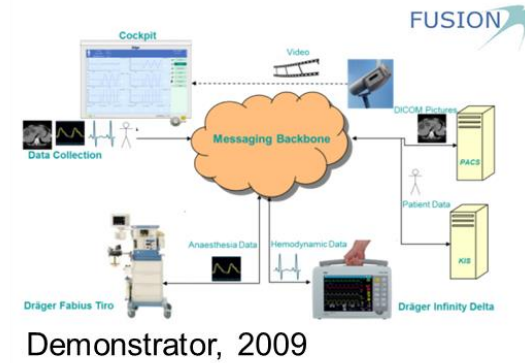 FUSION
Cockpit
Video
DICOM Pictures
Messaging Backbone
Data Collection
PACS
Patient Data
Anaesthesia Data
Hemodynamic Data
KIS
Dräger Fabius Tiro
Dräger Infinity Delta
Demonstrator, 2009